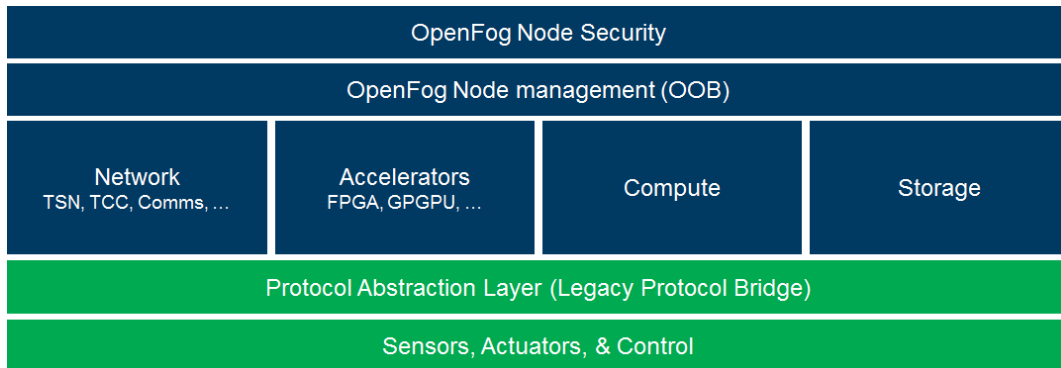 OpenFog Node Security
OpenFog Node management (OOB)
Network
TSN, TCC, Comms, …
Accelerators
FPGA, GPGPU, …
Compute
Storage
Protocol Abstraction Layer (Legacy Protocol Bridge)
Sensors, Actuators, & Control